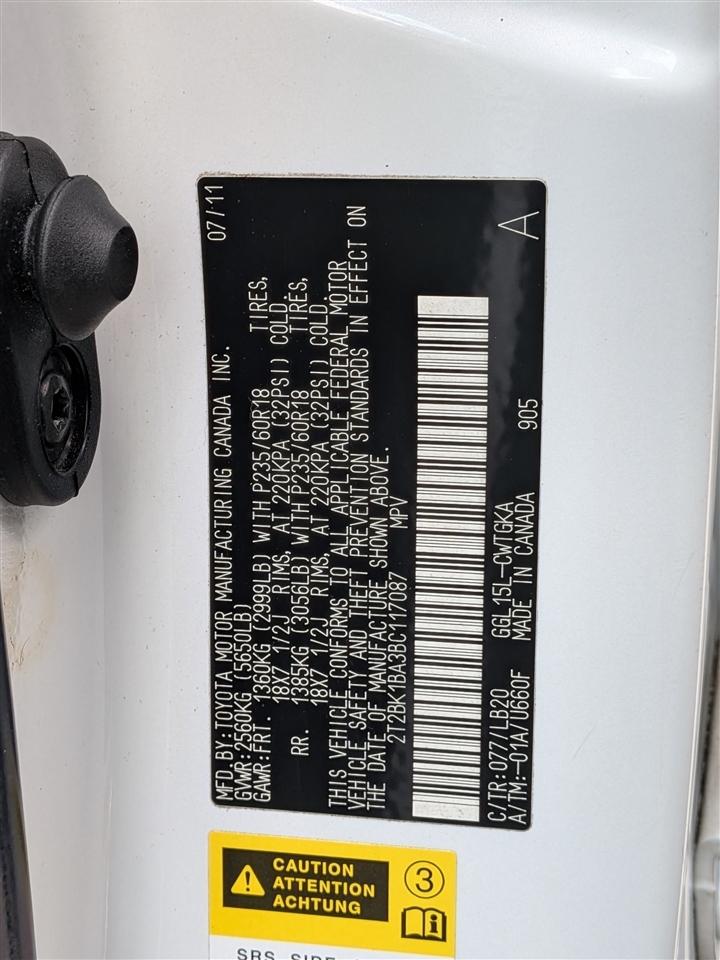 MFD.BY:TOYOTA MOTOR MANUFACTURING CANADA INC. 07/11
GVWR:2560KG (5650LB)
GAWR:FRT. 1360KG (2999LB) WITH P235/60R18 TIRES,
18X7 1/2J RIMS, AT 220KPA (32PSI) COLD.
RR. 1385KG (3056LB) WITH P235/60R18 TIRES,
18X7 1/2J RIMS, AT 220KPA (32PSI) COLD.
THIS VEHICLE CONFORMS TO ALL APPLICABLE FEDERAL MOTOR
VEHICLE SAFETY AND THEFT PREVENTION STANDARDS IN EFFECT ON
THE DATE OF MANUFACTURE SHOWN ABOVE.
2T2BK1BA3BC117087 MPV
C/TR:077/LB20 GGL15L-CWTGKA
A/TM:-01A/U660F MADE IN CANADA 905 A
CAUTION
ATTENTION
ACHTUNG
3
SRS SIDE